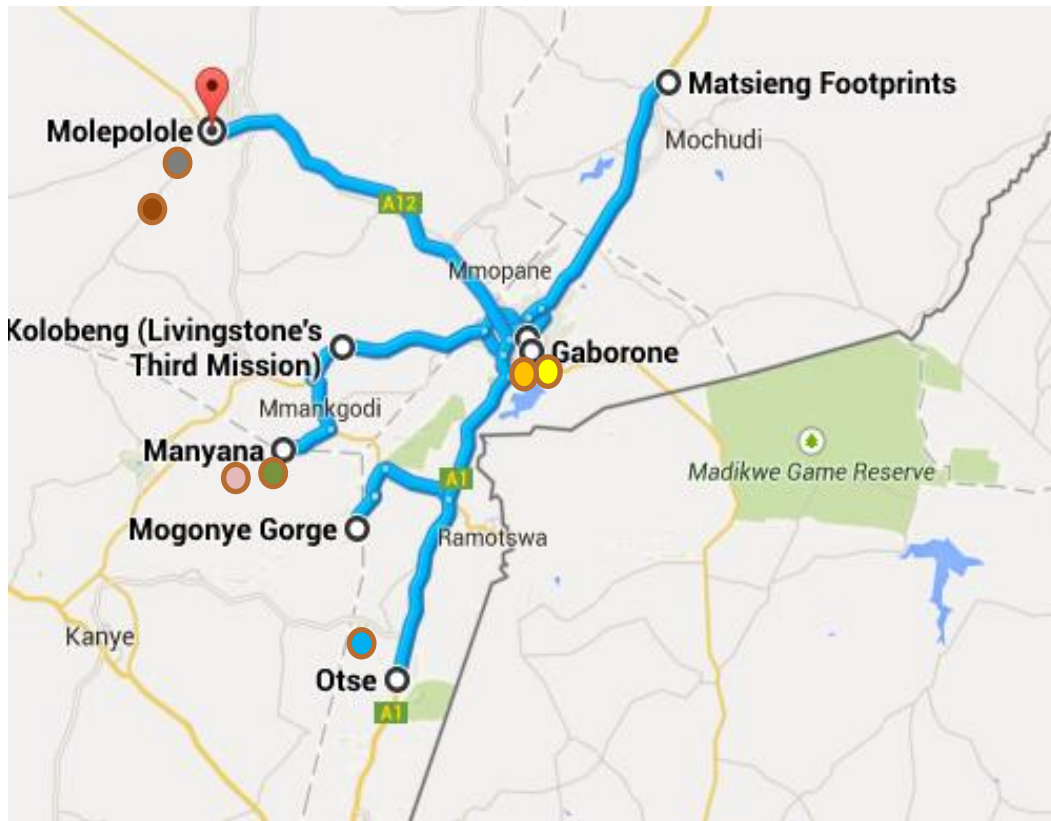 Matsieng Footprints
Molepolole
Mochudi
A12
Mmopane
Kolobeng (Livingstone's
Third Mission)
Gaborone
Mmankgodi
Manyana
Madikwe Game Reserve
A1
Mogonye Gorge
Ramotswa
Kanye
Otse
A1